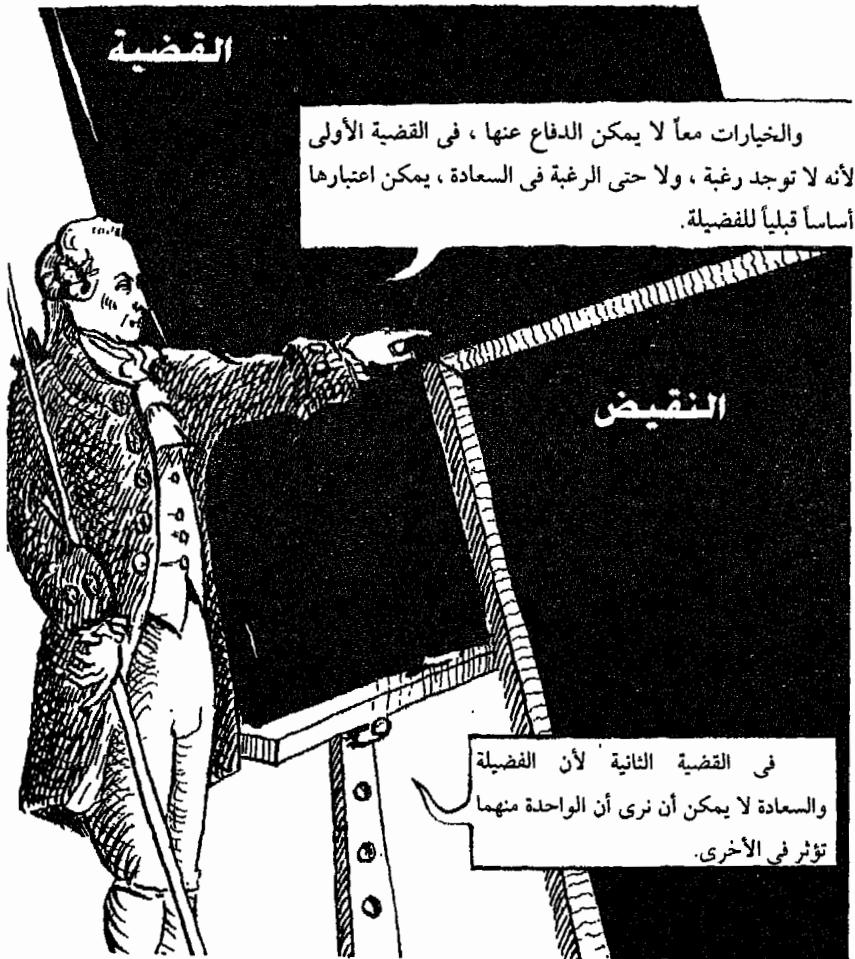 القضية
والخيارات معاً لا يمكن الدفاع عنها ، فى القضية الأولى
لأنه لا توجد رغبة ، ولا حتى الرغبة فى السعادة ، يمكن اعتبارها
أساساً قبلياً للفضيلة.
النقيض
فى القضية الثانية لأن الفضيلة
والسعادة لا يمكن أن نرى أن الواحدة منهما
تؤثر فى الأخرى.